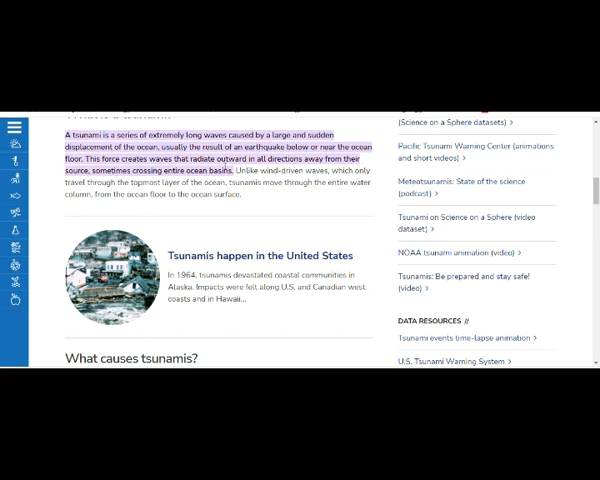 A tsunami is a series of extremely long waves caused by a large and sudden
displacement of the ocean, usually the result of an earthquake below or near the ocean
floor. This force creates waves that radiate outward in all directions away from their
source, sometimes crossing entire ocean basins. Unlike wind-driven waves, which only
travel through the topmost layer of the ocean, tsunamis move through the entire water
column, from the ocean floor to the ocean surface.
Tsunamis happen in the United States
In 1964, tsunamis devastated coastal communities in
Alaska. Impacts were felt along U.S. and Canadian west
coasts and in Hawaii...
What causes tsunamis?
(Science on a Sphere datasets) >
Pacific Tsunami Warning Center (animations
and short videos) >
Meteotsunamis: State of the science
(podcast) >
Tsunami on Science on a Sphere (video
dataset) >
NOAA tsunami animation (video) >
Tsunamis: Be prepared and stay safe!
(video) >
DATA RESOURCES //
Tsunami events time-lapse animation >
U.S. Tsunami Warning System >